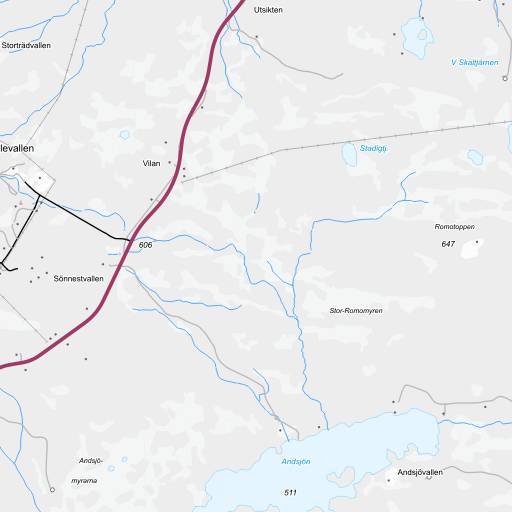 Utsikten
Storträdvallen
V Skaltjärnen
levallen
Stadigtj.
Vilan
Romotoppen
647
606
Sönnestvallen
Stor-Romomyren
Andsjö-
myrarna
Andsjön
Andsjövallen
511